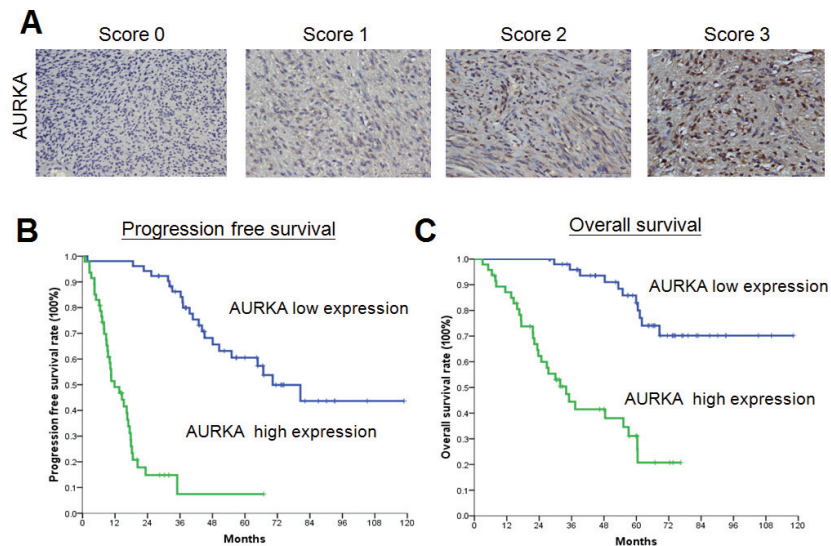 A
Score 0
Score 1
Score 2
Score 3
AURKA
B
Progression free survival
Progression free survival rate (100%)
1.0
0.9
0.8
0.7
0.6
0.5
0.4
0.3
0.2
0.1
0.0
AURKA low expression
AURKA high expression
0 12 24 36 48 60 72 84 96 108 120
Months
C
Overall survival
Overall survival rate (100%)
1.0
0.9
0.8
0.7
0.6
0.5
0.4
0.3
0.2
0.1
0.0
AURKA low expression
AURKA high expression
0 12 24 36 48 60 72 84 96 108 120
Months